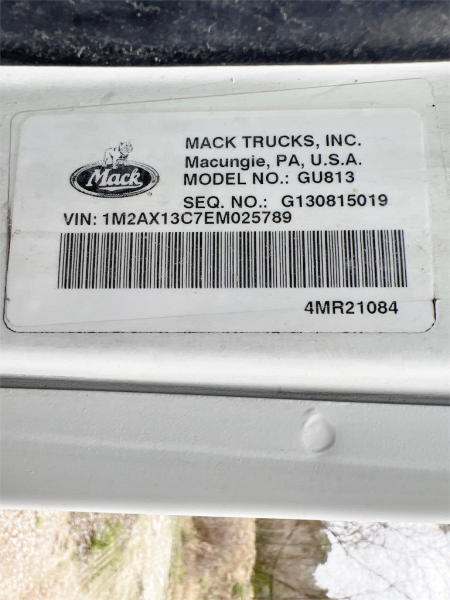 MACK TRUCKS, INC.
Macungie, PA, U.S.A.
Mack
MODEL NO.: GU813
SEQ. NO.: G130815019
VIN: 1M2AX13C7EM025789
4MR21084